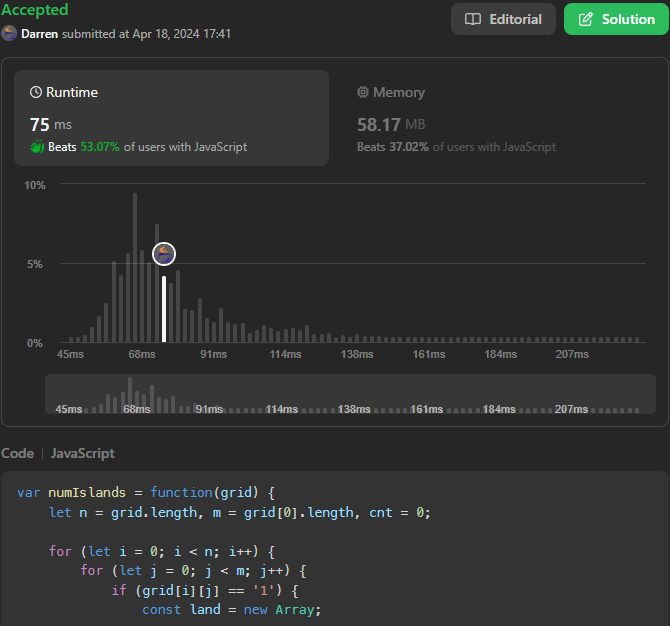 Accepted
Editorial
Solution
Darren submitted at Apr 18, 2024 17:41
Runtime
Memory
75 ms
58.17 MB
Beats 53.07% of users with JavaScript
Beats 37.02% of users with JavaScript
10%
5%
0%
45ms 68ms 91ms 114ms 138ms 161ms 184ms 207ms
45ms 68ms 91ms 114ms 138ms 161ms 184ms 207ms
Code | JavaScript
var numIslands = function(grid) {
    let n = grid.length, m = grid[0].length, cnt = 0;
    for (let i = 0; i < n; i++) {
        for (let j = 0; j < m; j++) {
            if (grid[i][j] == '1') {
                const land = new Array;